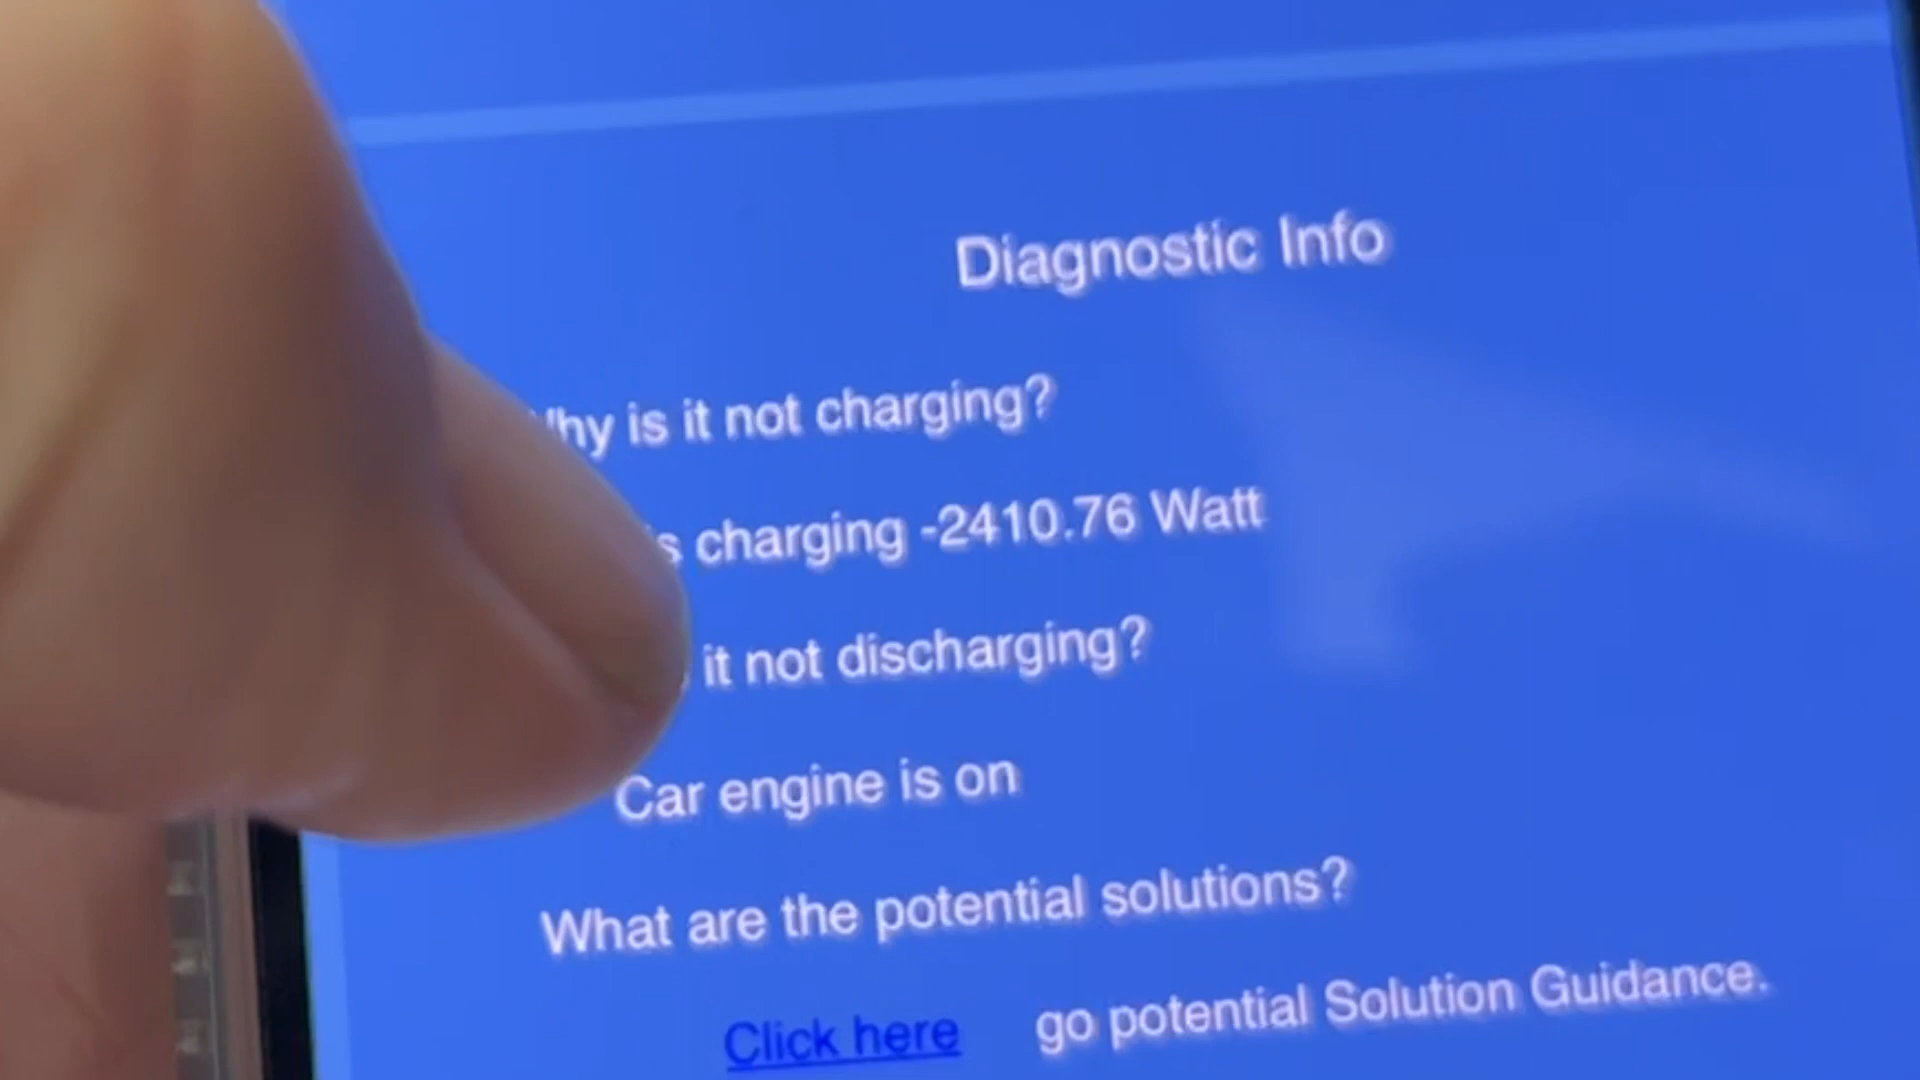 Diagnostic Info
is it not charging?
charging -2410.76 Watt
it not discharging?
Car engine is on
What are the potential solutions?
Click here go potential Solution Guidance.